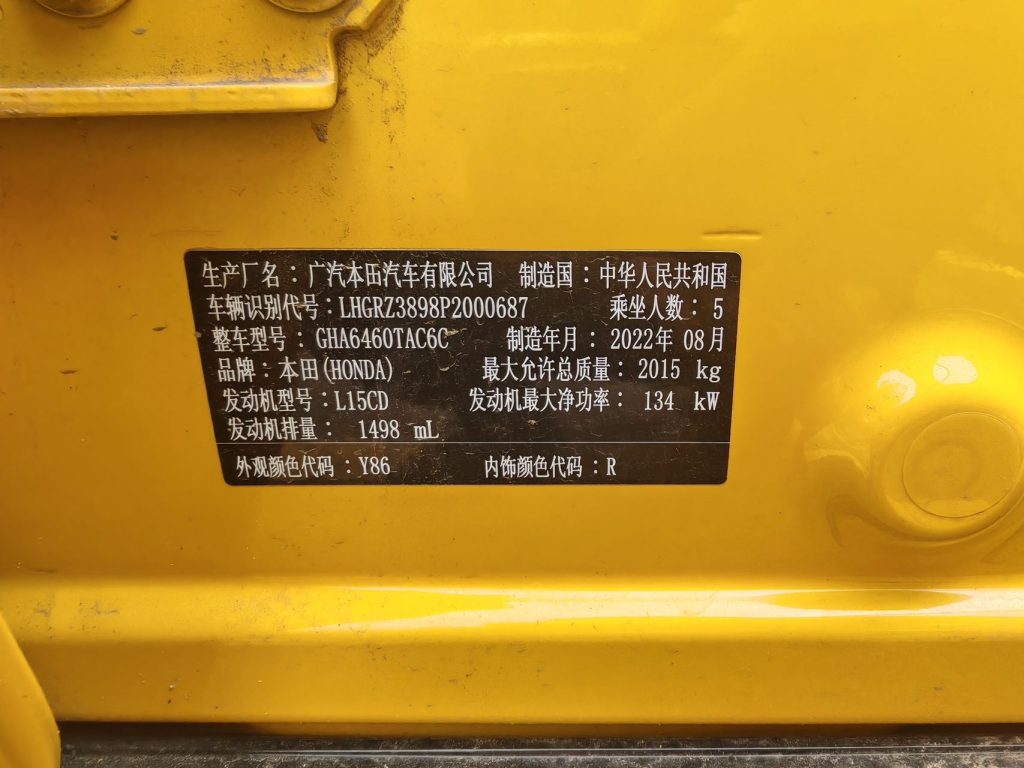 生产厂名：广汽本田汽车有限公司 制造国：中华人民共和国
车辆识别代号：LHGRZ3898P2000687 乘坐人数：5
整车型号：GHA6460TAC6C 制造年月：2022年 08月
品牌：本田(HONDA) 最大允许总质量：2015 kg
发动机型号：L15CD 发动机最大净功率：134 kW
发动机排量：1498 mL
外观颜色代码：Y86 内饰颜色代码：R